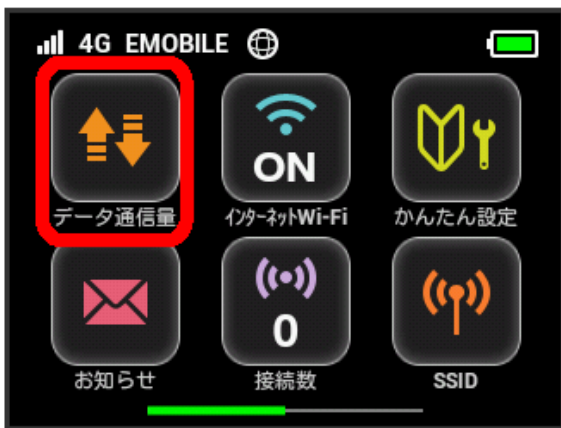 4G EMOBILE
ON
データ通信量
インターネットWi-Fi
かんたん設定
0
お知らせ
接続数
SSID